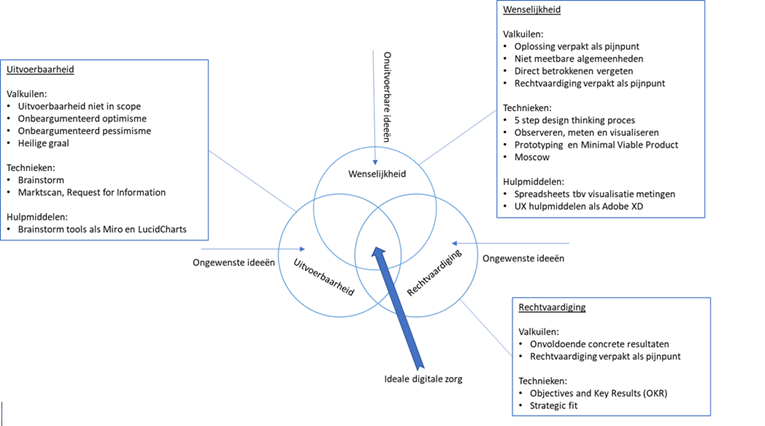 Wenselijkheid
Valkuilen:
• Oplossing verpakt als pijnpunt
• Niet meetbare algemeenheden
• Direct betrokkenen vergeten
• Rechtvaardiging verpakt als pijnpunt
Technieken:
• 5 step design thinking proces
• Observeren, meten en visualiseren
• Prototyping en Minimal Viable Product
• Moscow
Hulpmiddelen:
• Spreadsheets tbv visualisatie metingen
• UX hulpmiddelen als Adobe XD
Uitvoerbaarheid
Valkuilen:
• Uitvoerbaarheid niet in scope
• Onbeargumenteerd optimisme
• Onbeargumenteerd pessimisme
• Heilige graal
Technieken:
• Brainstorm
• Marktscan, Request for Information
Hulpmiddelen:
• Brainstorm tools als Miro en LucidCharts
Onuitvoerbare ideeën
Wenselijkheid
Ongewenste ideeën
Uitvoerbaarheid
Rechtvaardiging
Ongewenste ideeën
Ideale digitale zorg
Rechtvaardiging
Valkuilen:
• Onvoldoende concrete resultaten
• Rechtvaardiging verpakt als pijnpunt
Technieken:
• Objectives and Key Results (OKR)
• Strategic fit